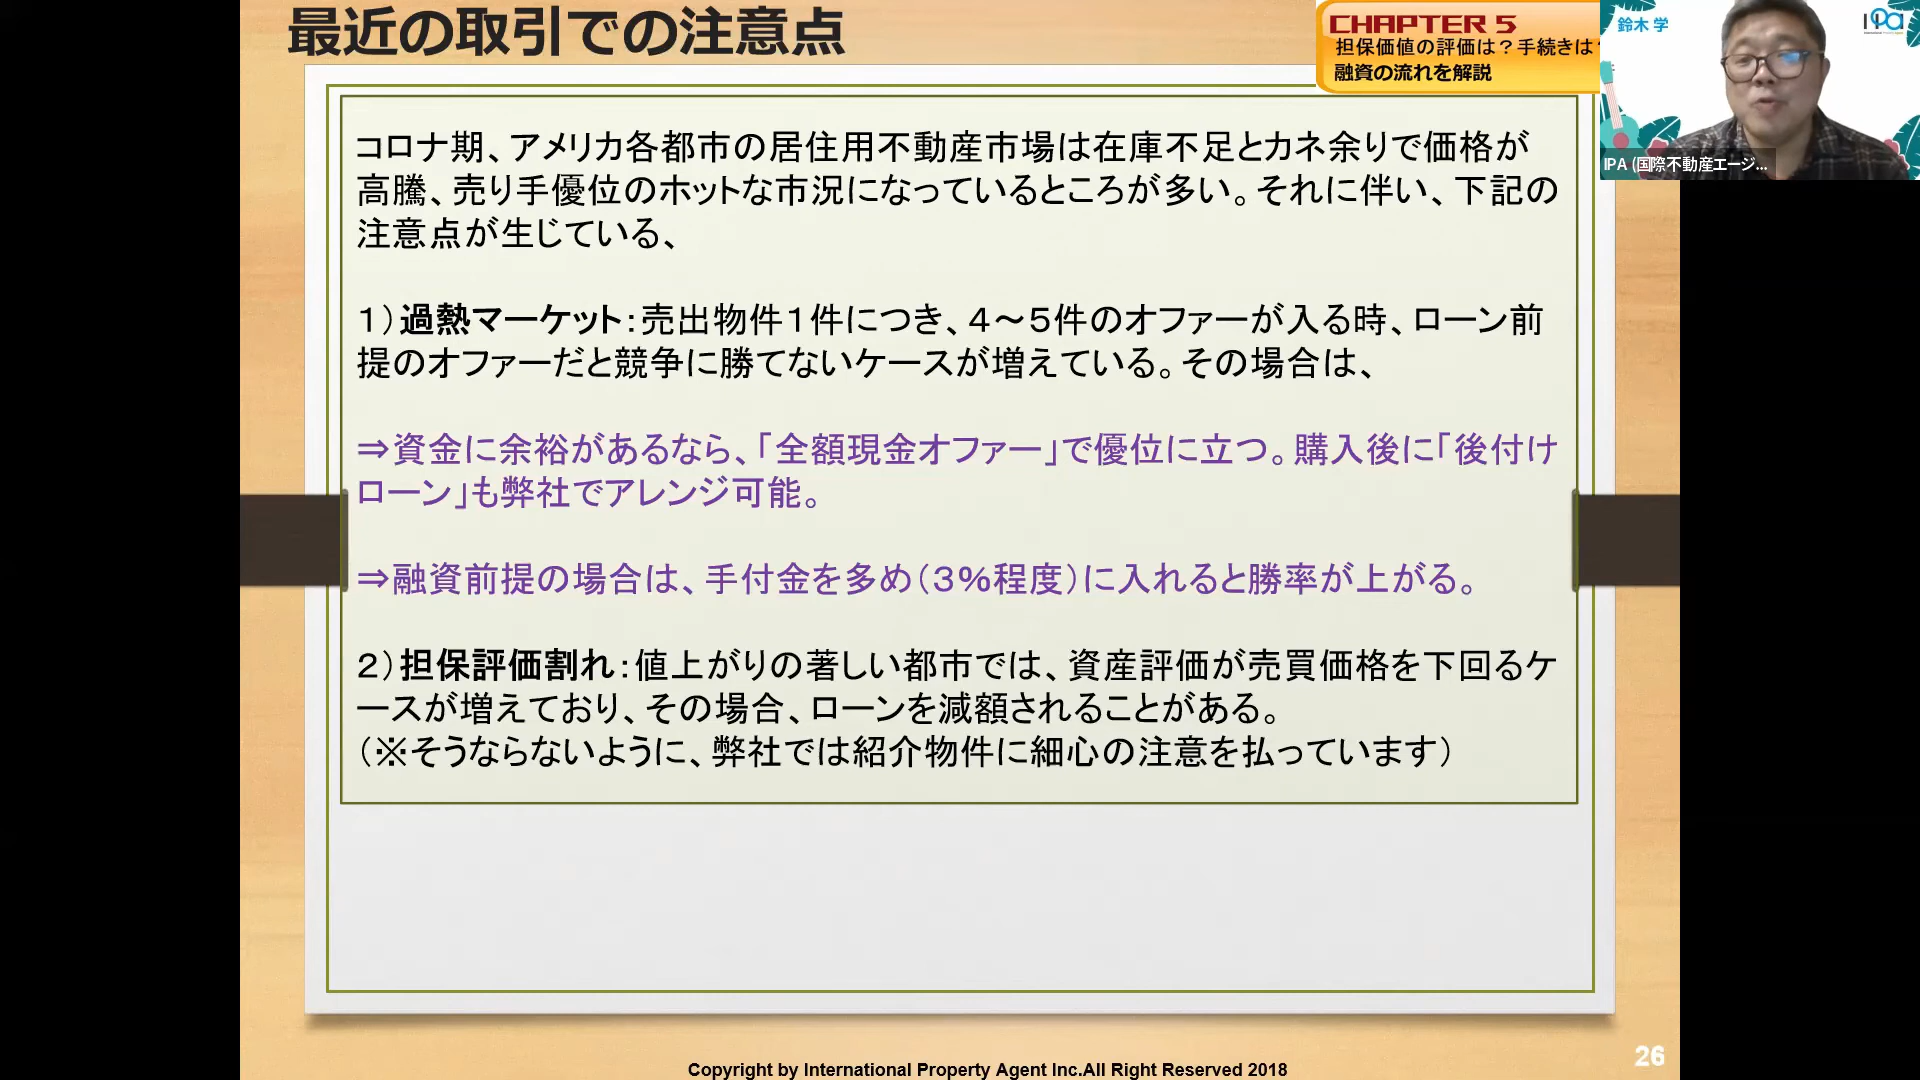 最近の取引での注意点
CHAPTER 5
担保価値の評価は？手続きは
融資の流れを解説
鈴木 学
IPA
IPA (国際不動産エージ...
コロナ期、アメリカ各都市の居住用不動産市場は在庫不足とカネ余りで価格が
高騰、売り手優位のホットな市況になっているところが多い。それに伴い、下記の
注意点が生じている、
１）過熱マーケット：売出物件１件につき、４～５件のオファーが入る時、ローン前
提のオファーだと競争に勝てないケースが増えている。その場合は、
⇒資金に余裕があるなら、「全額現金オファー」で優位に立つ。購入後に「後付け
ローン」も弊社でアレンジ可能。
⇒融資前提の場合は、手付金を多め（３％程度）に入れると勝率が上がる。
２）担保評価割れ：値上がりの著しい都市では、資産評価が売買価格を下回るケ
ースが増えており、その場合、ローンを減額されることがある。
（※そうならないように、弊社では紹介物件に細心の注意を払っています）
26
Copyright by International Property Agent Inc.All Right Reserved 2018